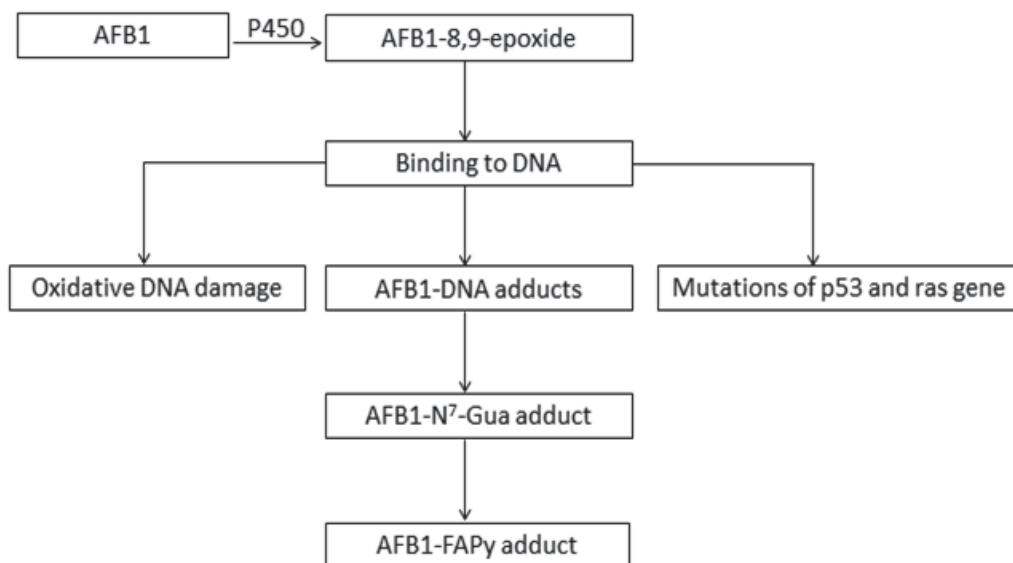 AFB1
P450
AFB1-8,9-epoxide
Binding to DNA
Oxidative DNA damage
AFB1-DNA adducts
Mutations of p53 and ras gene
AFB1-N⁷-Gua adduct
AFB1-FAPy adduct